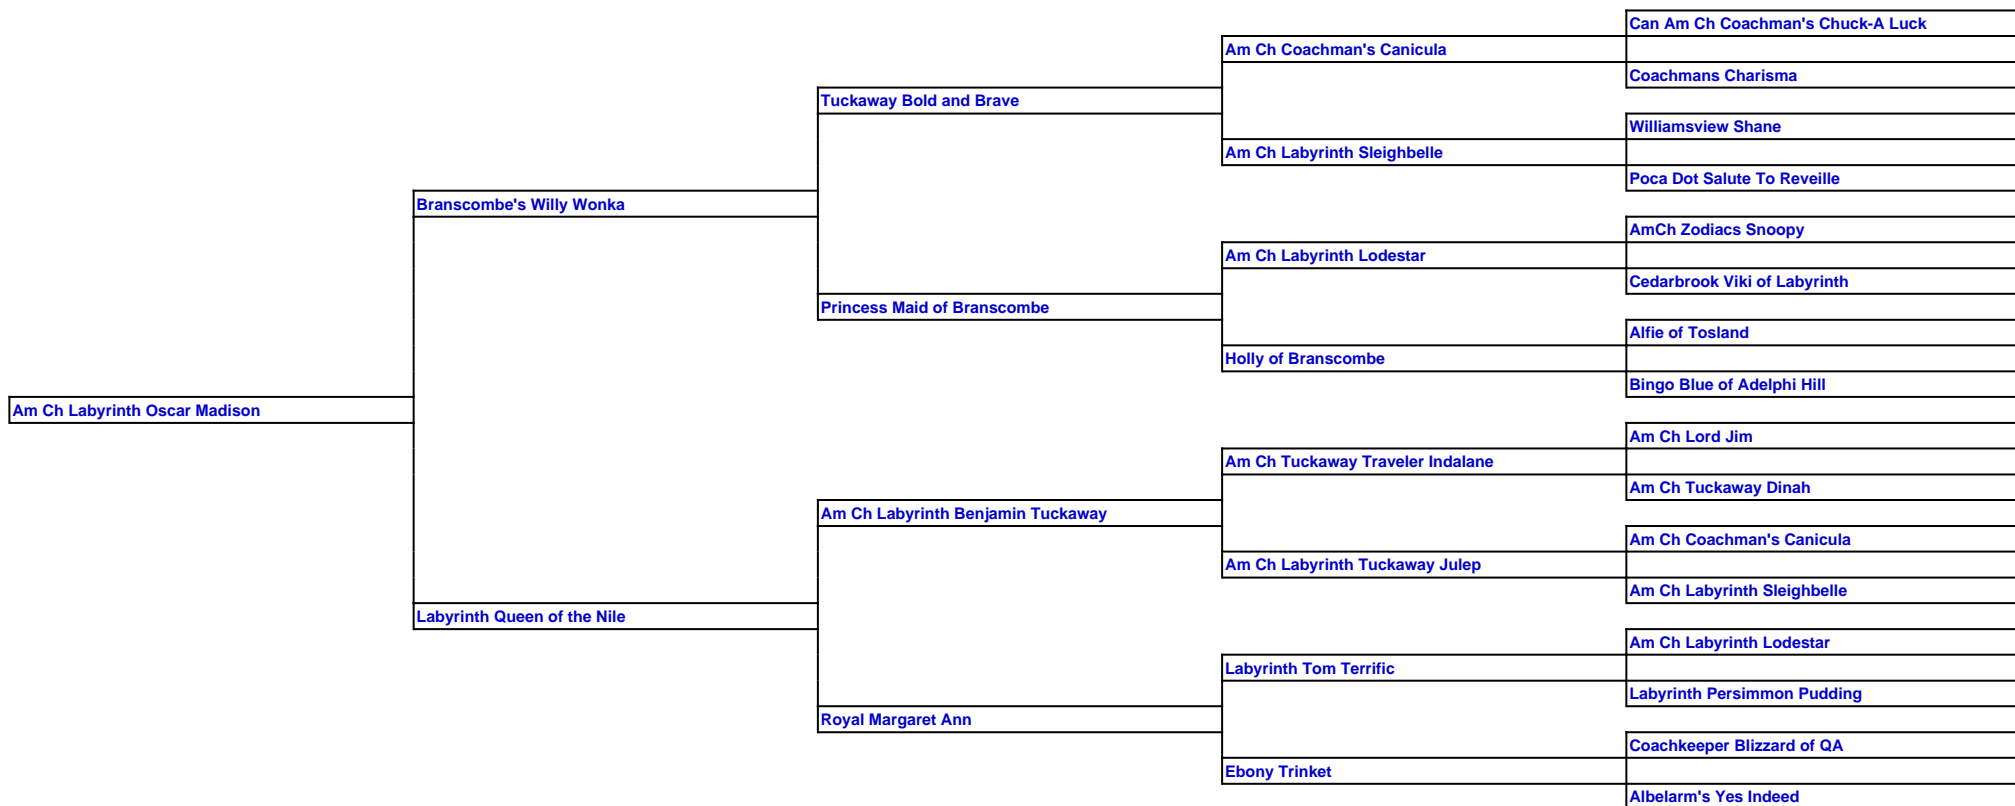 Can Am Ch Coachman's Chuck-A Luck
Am Ch Coachman's Canicula
Coachmans Charisma
Tuckaway Bold and Brave
Williamsview Shane
Am Ch Labyrinth Sleighbelle
Poca Dot Salute To Reveille
Branscombe's Willy Wonka
AmCh Zodiacs Snoopy
Am Ch Labyrinth Lodestar
Cedarbrook Viki of Labyrinth
Princess Maid of Branscombe
Alfie of Tosland
Holly of Branscombe
Bingo Blue of Adelphi Hill
Am Ch Labyrinth Oscar Madison
Am Ch Lord Jim
Am Ch Tuckaway Traveler Indalane
Am Ch Tuckaway Dinah
Am Ch Labyrinth Benjamin Tuckaway
Am Ch Coachman's Canicula
Am Ch Labyrinth Tuckaway Julep
Am Ch Labyrinth Sleighbelle
Labyrinth Queen of the Nile
Am Ch Labyrinth Lodestar
Labyrinth Tom Terrific
Labyrinth Persimmon Pudding
Royal Margaret Ann
Coachkeeper Blizzard of QA
Ebony Trinket
Albelarm's Yes Indeed